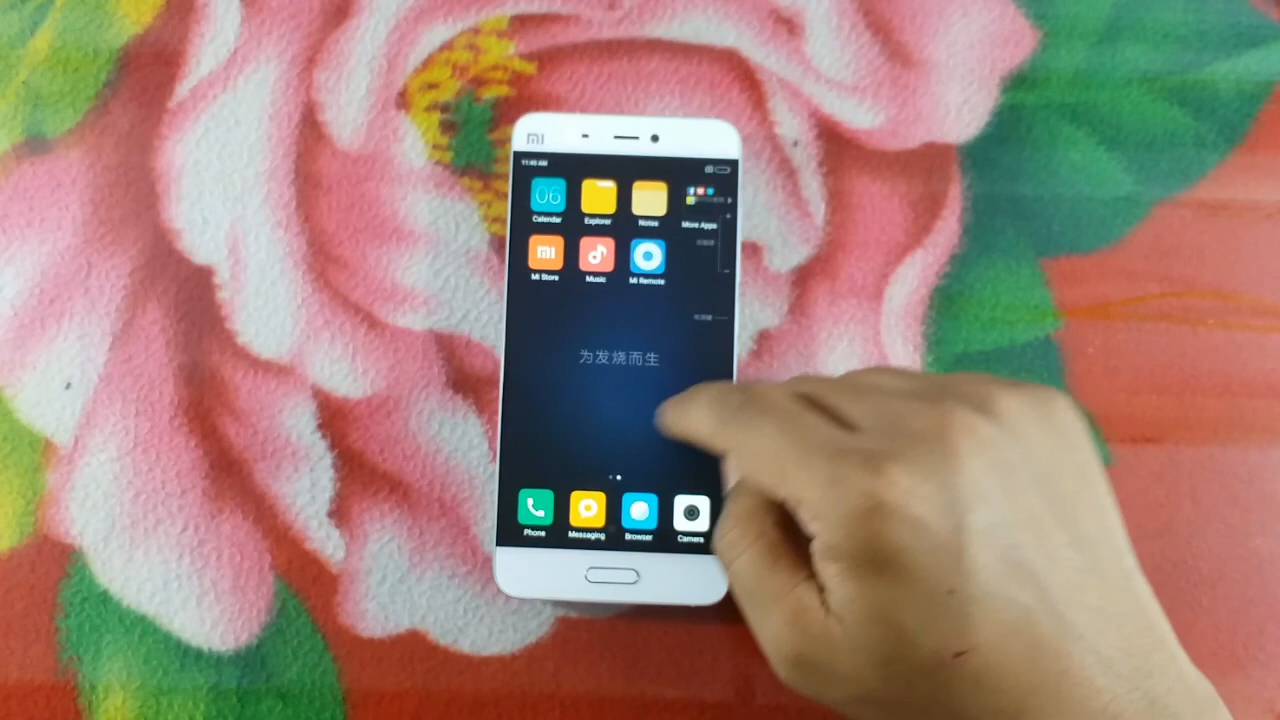 mi
11:45 AM
06
Calendar
Explorer
Notes
More Apps
mi
Mi Store
Music
Mi Remote
为发烧而生
Phone
Messaging
Browser
Camera